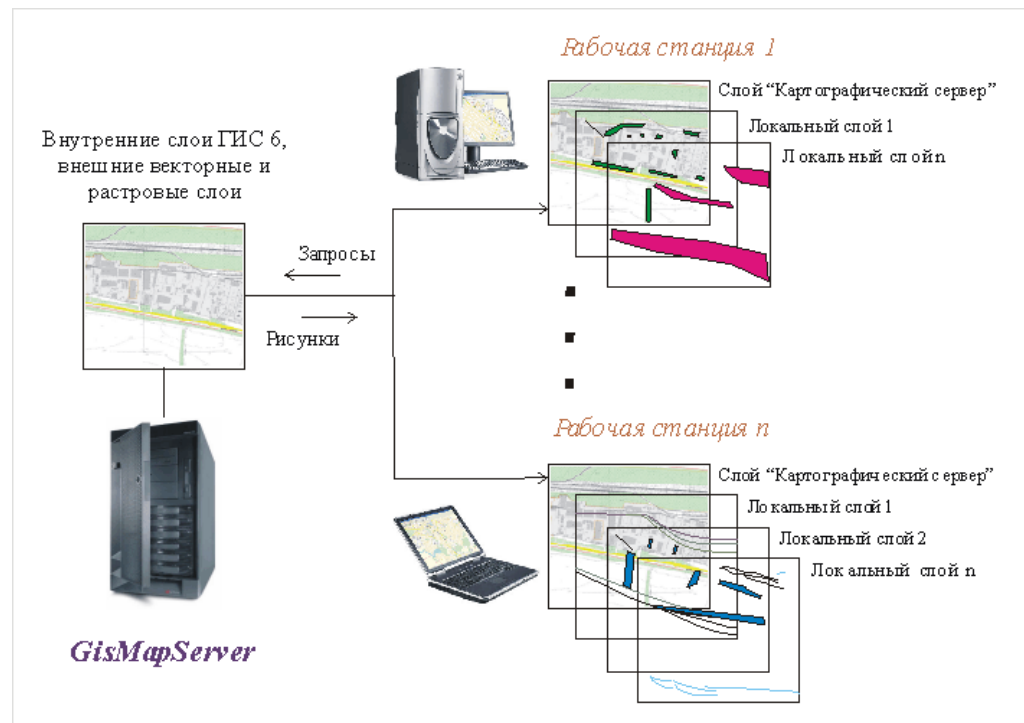 Рабочая станция 1
Слой “Картографический сервер”
Локальный слой 1
Локальный слой n
Внутренние слои ГИС 6,
внешние векторные и
растровые слои
Запросы
Рисунки
Рабочая станция n
Слой “Картографический сервер”
Локальный слой 1
Локальный слой 2
Локальный слой n
GisMapServer